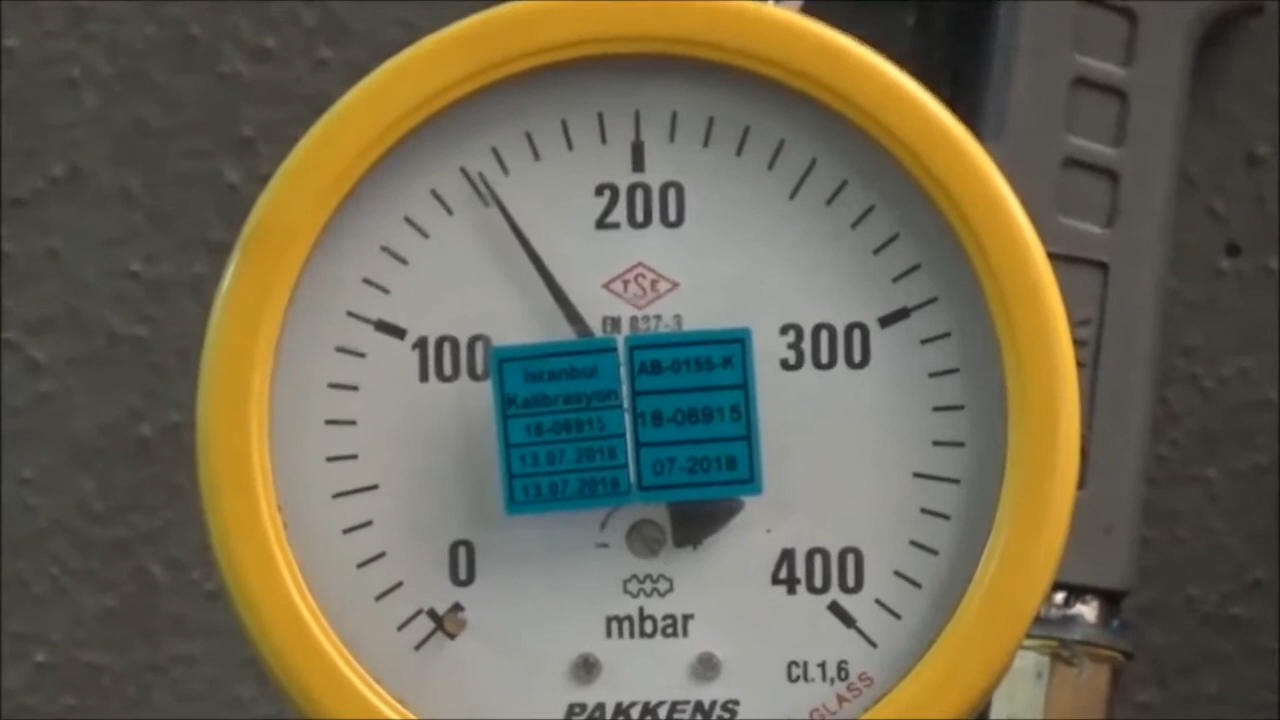 200
TSE
EN 837-3
100
300
İstanbul
Kalibrasyon
18-06915
13.07.2018
13.07.2018
AB-0155-K
18-06915
07-2018
- +
0
400
mbar
Cl.1,6
GLASS
PAKKENS